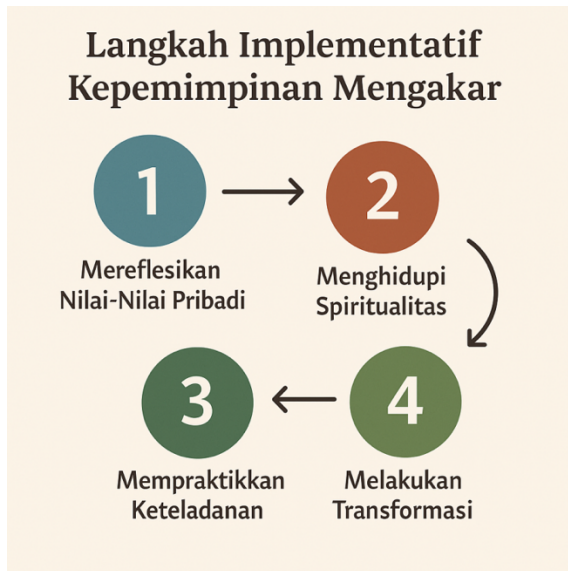 Langkah Implementatif
Kepemimpinan Mengakar
1
Mereflesikan
Nilai-Nilai Pribadi
2
Menghidupi
Spiritualitas
3
Mempraktikkan
Keteladanan
4
Melakukan
Transformasi